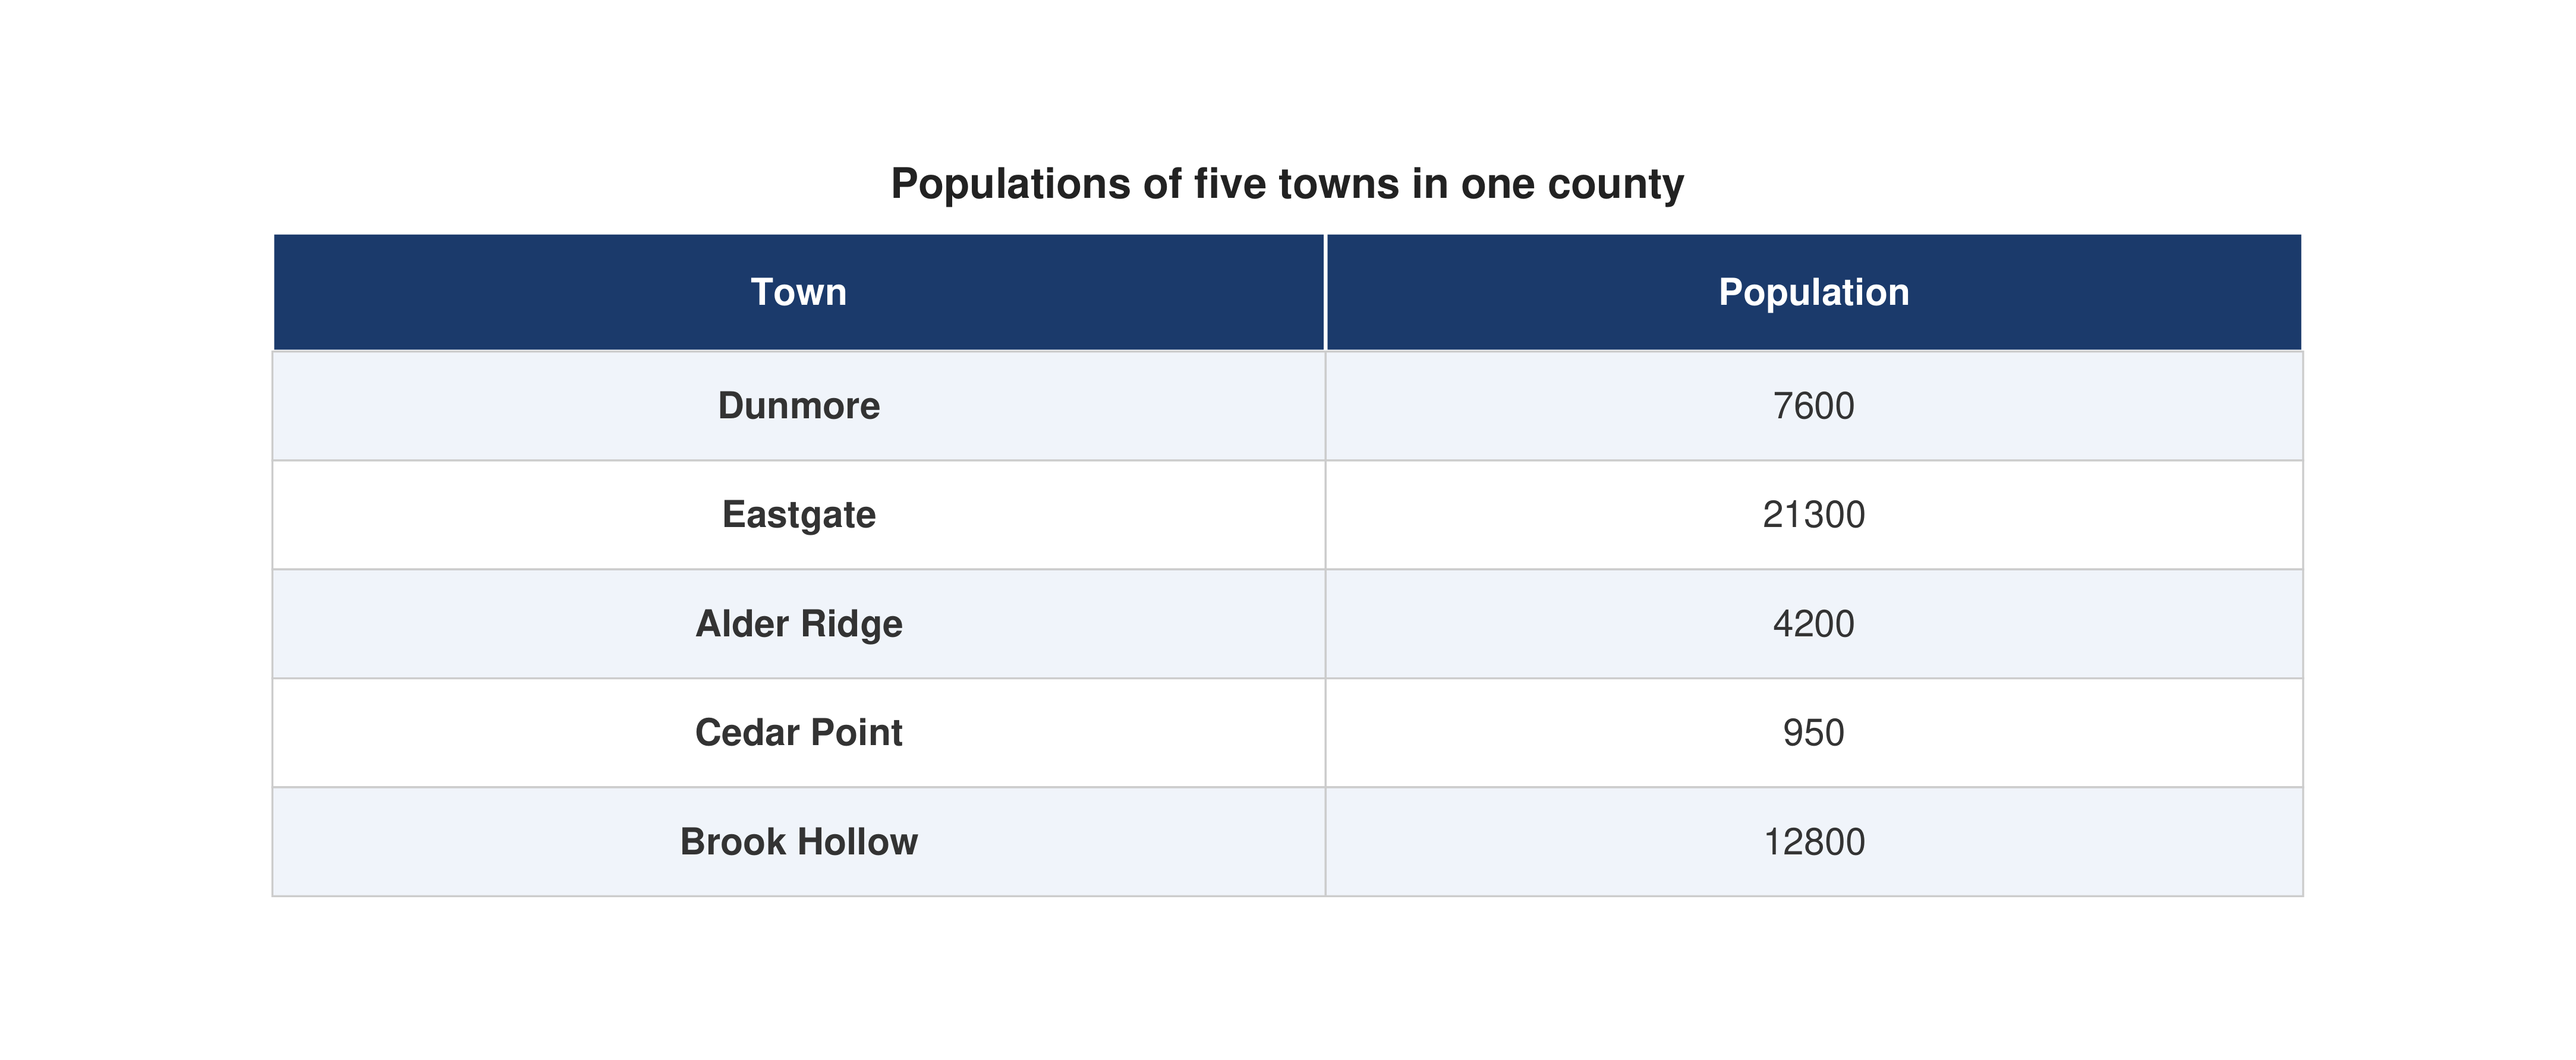 Populations of five towns in one county
Town Population
Dunmore 7600
Eastgate 21300
Alder Ridge 4200
Cedar Point 950
Brook Hollow 12800